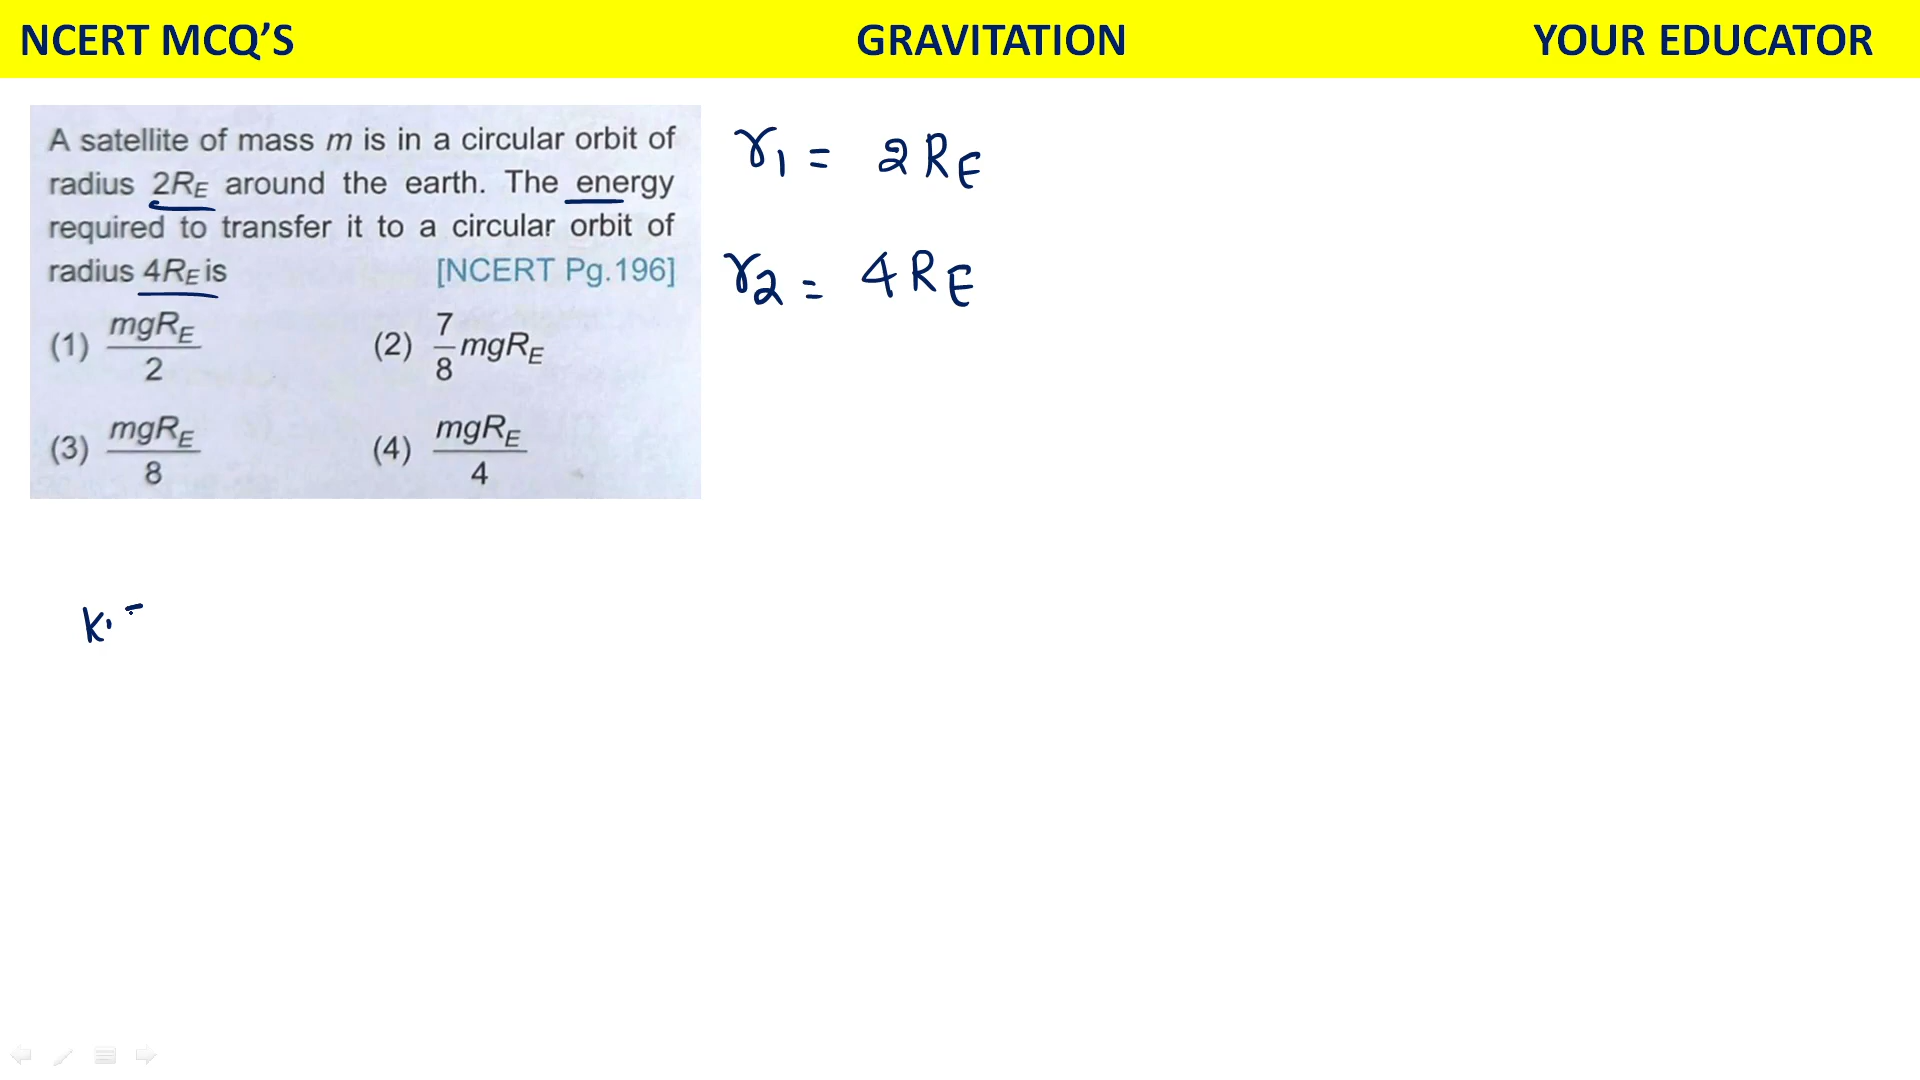 NCERT MCQ’S GRAVITATION YOUR EDUCATOR
A satellite of mass m is in a circular orbit of
radius 2R_E around the earth. The energy
required to transfer it to a circular orbit of
radius 4R_E is [NCERT Pg.196]
(1) mgR_E/2 (2) 7/8 mgR_E
(3) mgR_E/8 (4) mgR_E/4
r₁ = 2R_E
r₂ = 4R_E